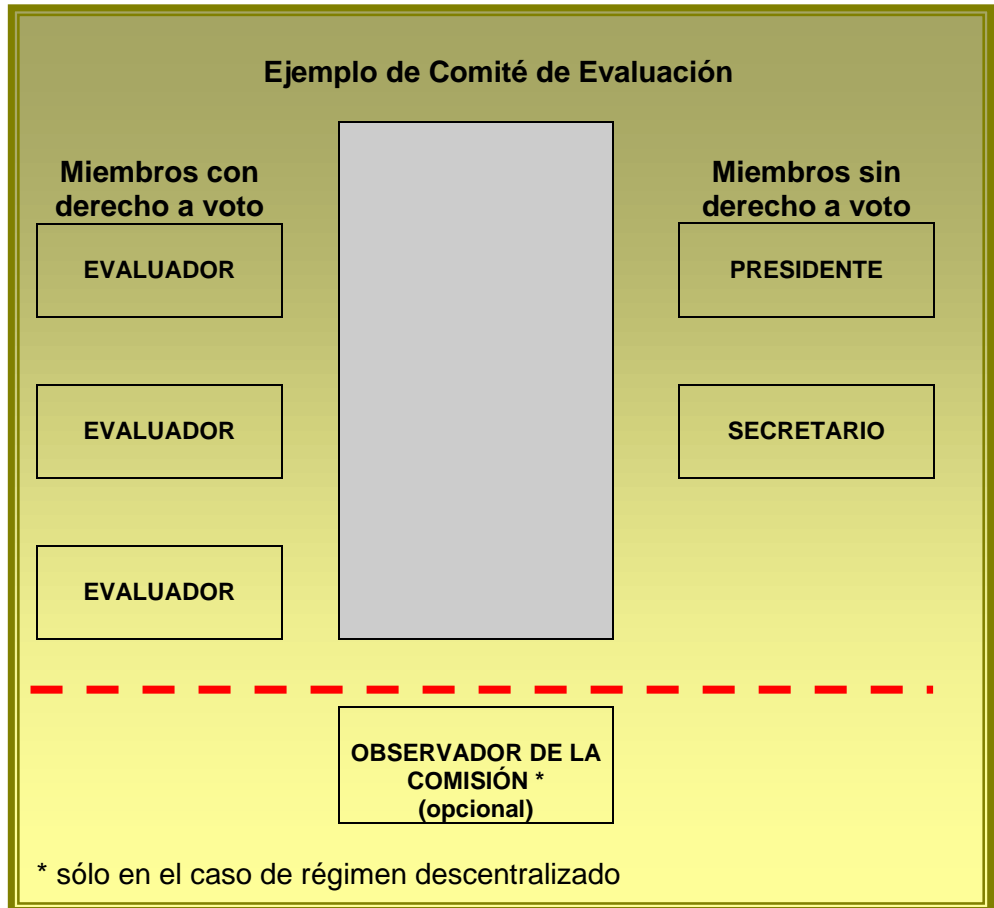 Ejemplo de Comité de Evaluación
Miembros con
derecho a voto
EVALUADOR
EVALUADOR
EVALUADOR
Miembros sin
derecho a voto
PRESIDENTE
SECRETARIO
OBSERVADOR DE LA
COMISIÓN *
(opcional)
* sólo en el caso de régimen descentralizado